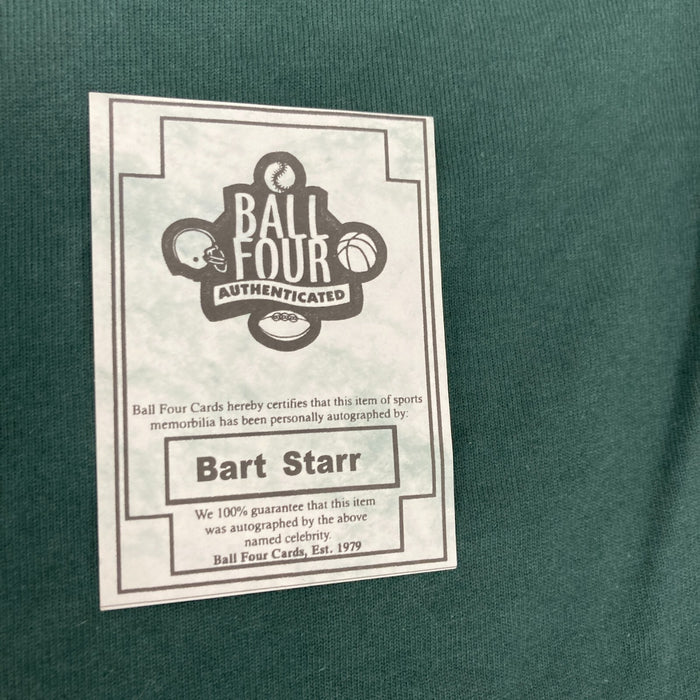 BALL
FOUR
AUTHENTICATED
Ball Four Cards hereby certifies that this item of sports
memorbilia has been personally autographed by:
Bart Starr
We 100% guarantee that this item
was autographed by the above
named celebrity.
Ball Four Cards, Est. 1979